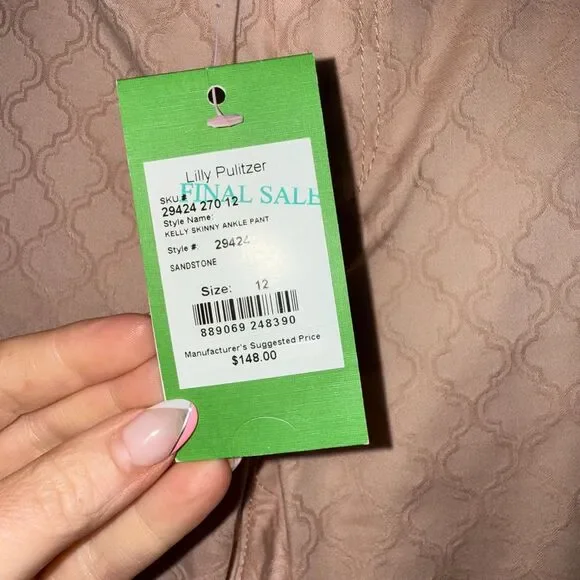 Lilly Pulitzer
FINAL SALE
SKU#
29424 270 12
Style Name:
KELLY SKINNY ANKLE PANT
Style #: 29424
SANDSTONE
Size: 12
889069 248390
Manufacturer's Suggested Price
$148.00